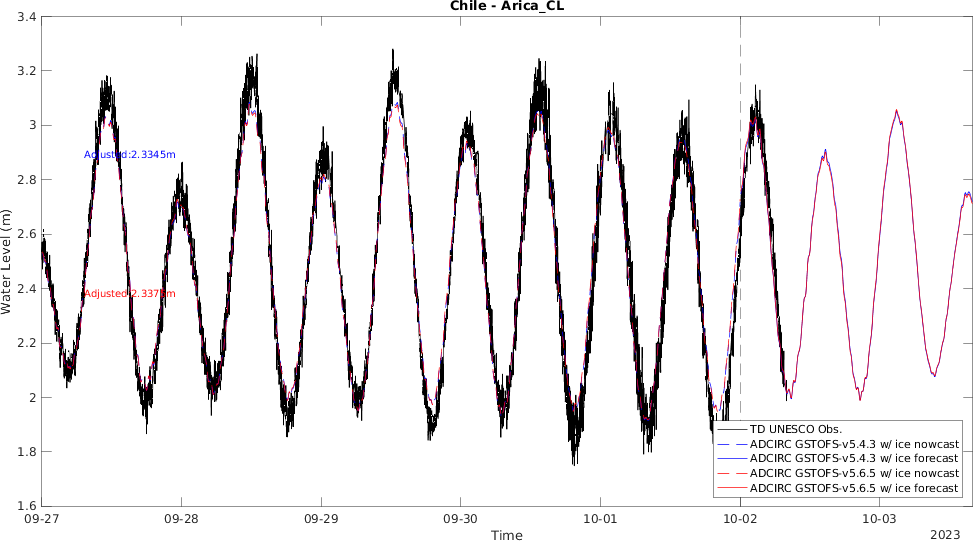 Chile - Arica_CL
3.4
3.2
3
2.8
2.6
2.4
2.2
2
1.8
1.6
Water Level (m)
Adjusted:2.3345m
TD UNESCO Obs.
ADCIRC GSTOFS-v5.4.3 w/ ice nowcast
ADCIRC GSTOFS-v5.4.3 w/ ice forecast
ADCIRC GSTOFS-v5.6.5 w/ ice nowcast
ADCIRC GSTOFS-v5.6.5 w/ ice forecast
09-27
09-28
09-29
09-30
10-01
10-02
10-03
Time
2023